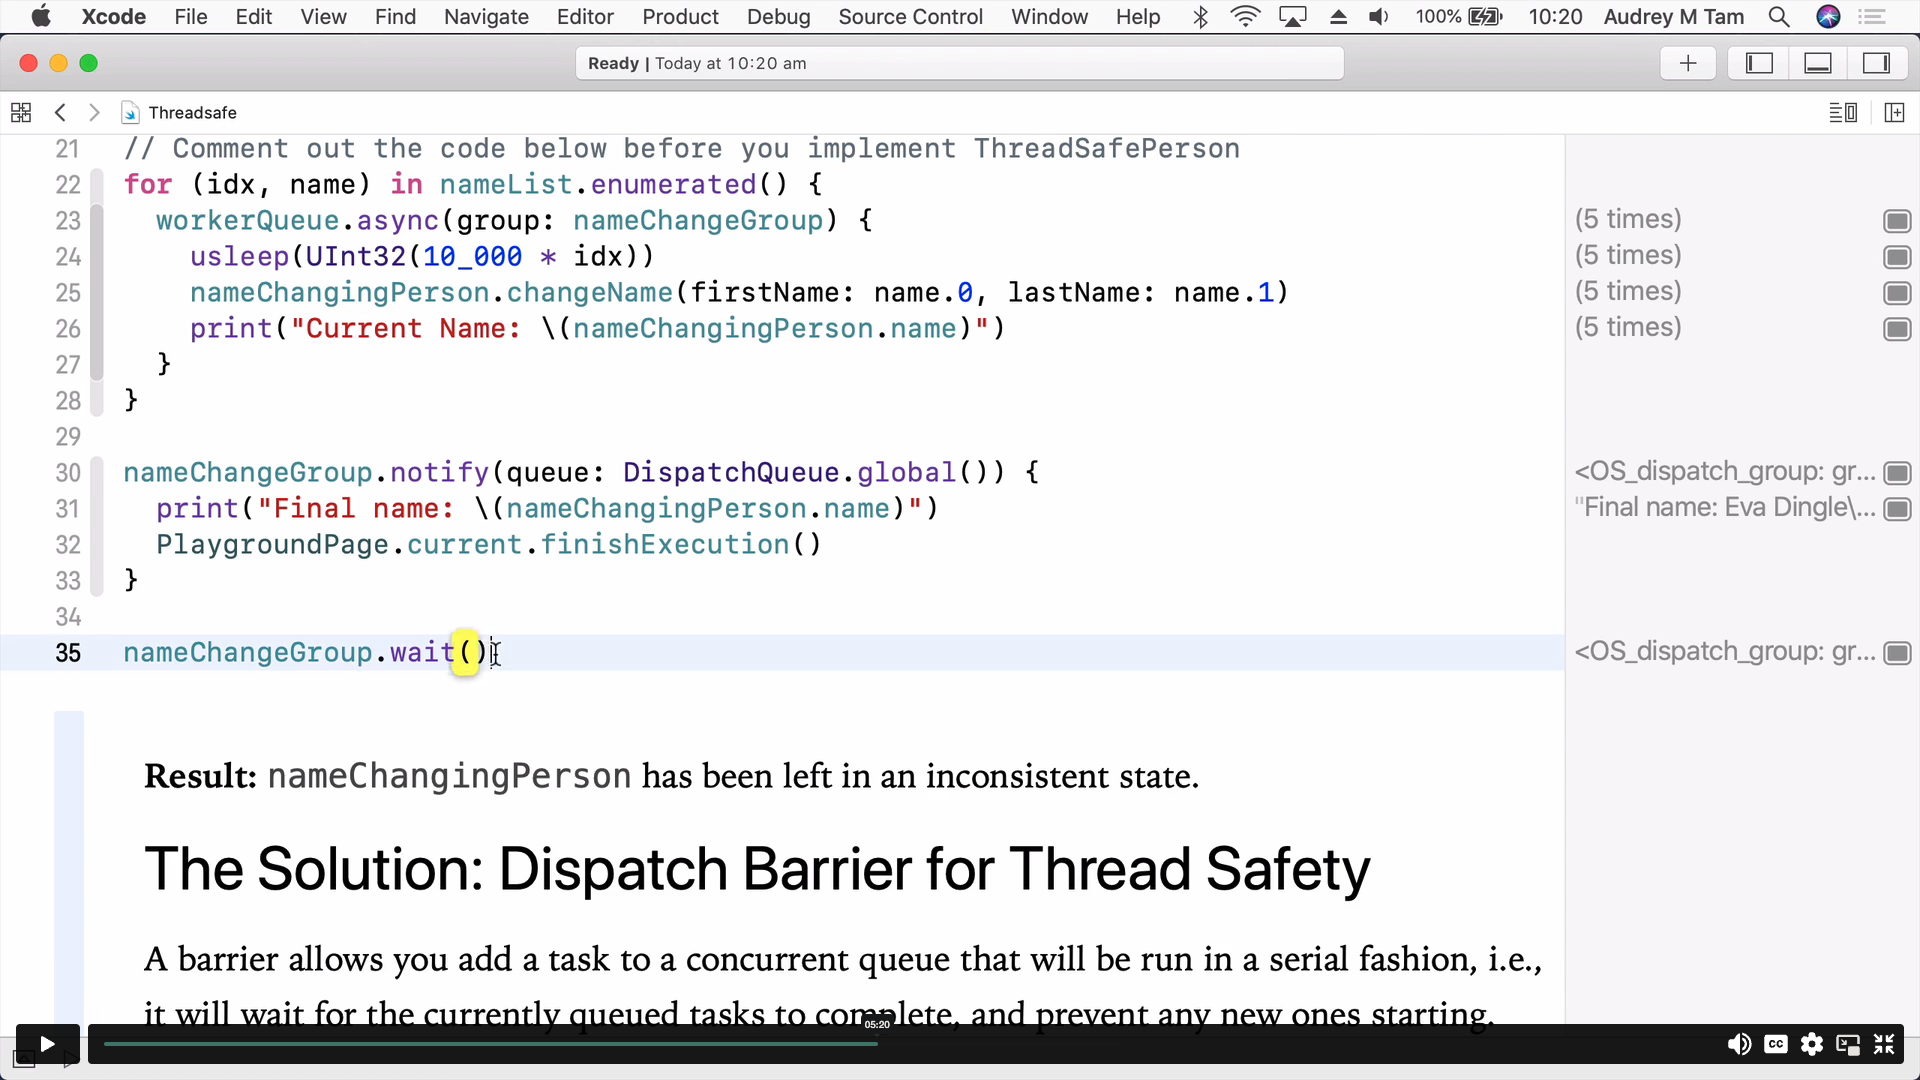 Xcode File Edit View Find Navigate Editor Product Debug Source Control Window Help 100% 10:20 Audrey M Tam
Ready | Today at 10:20 am
Threadsafe
21 // Comment out the code below before you implement ThreadSafePerson
22 for (idx, name) in nameList.enumerated() {
23 workerQueue.async(group: nameChangeGroup) { (5 times)
24 usleep(UInt32(10_000 * idx)) (5 times)
25 nameChangingPerson.changeName(firstName: name.0, lastName: name.1) (5 times)
26 print("Current Name: \(nameChangingPerson.name)") (5 times)
27 }
28 }
29
30 nameChangeGroup.notify(queue: DispatchQueue.global()) { <OS_dispatch_group: gr...
31 print("Final name: \(nameChangingPerson.name)") "Final name: Eva Dingle\...
32 PlaygroundPage.current.finishExecution()
33 }
34
35 nameChangeGroup.wait() <OS_dispatch_group: gr...
Result: nameChangingPerson has been left in an inconsistent state.
The Solution: Dispatch Barrier for Thread Safety
A barrier allows you add a task to a concurrent queue that will be run in a serial fashion, i.e.,
it will wait for the currently queued tasks to complete, and prevent any new ones starting.
05:20
CC